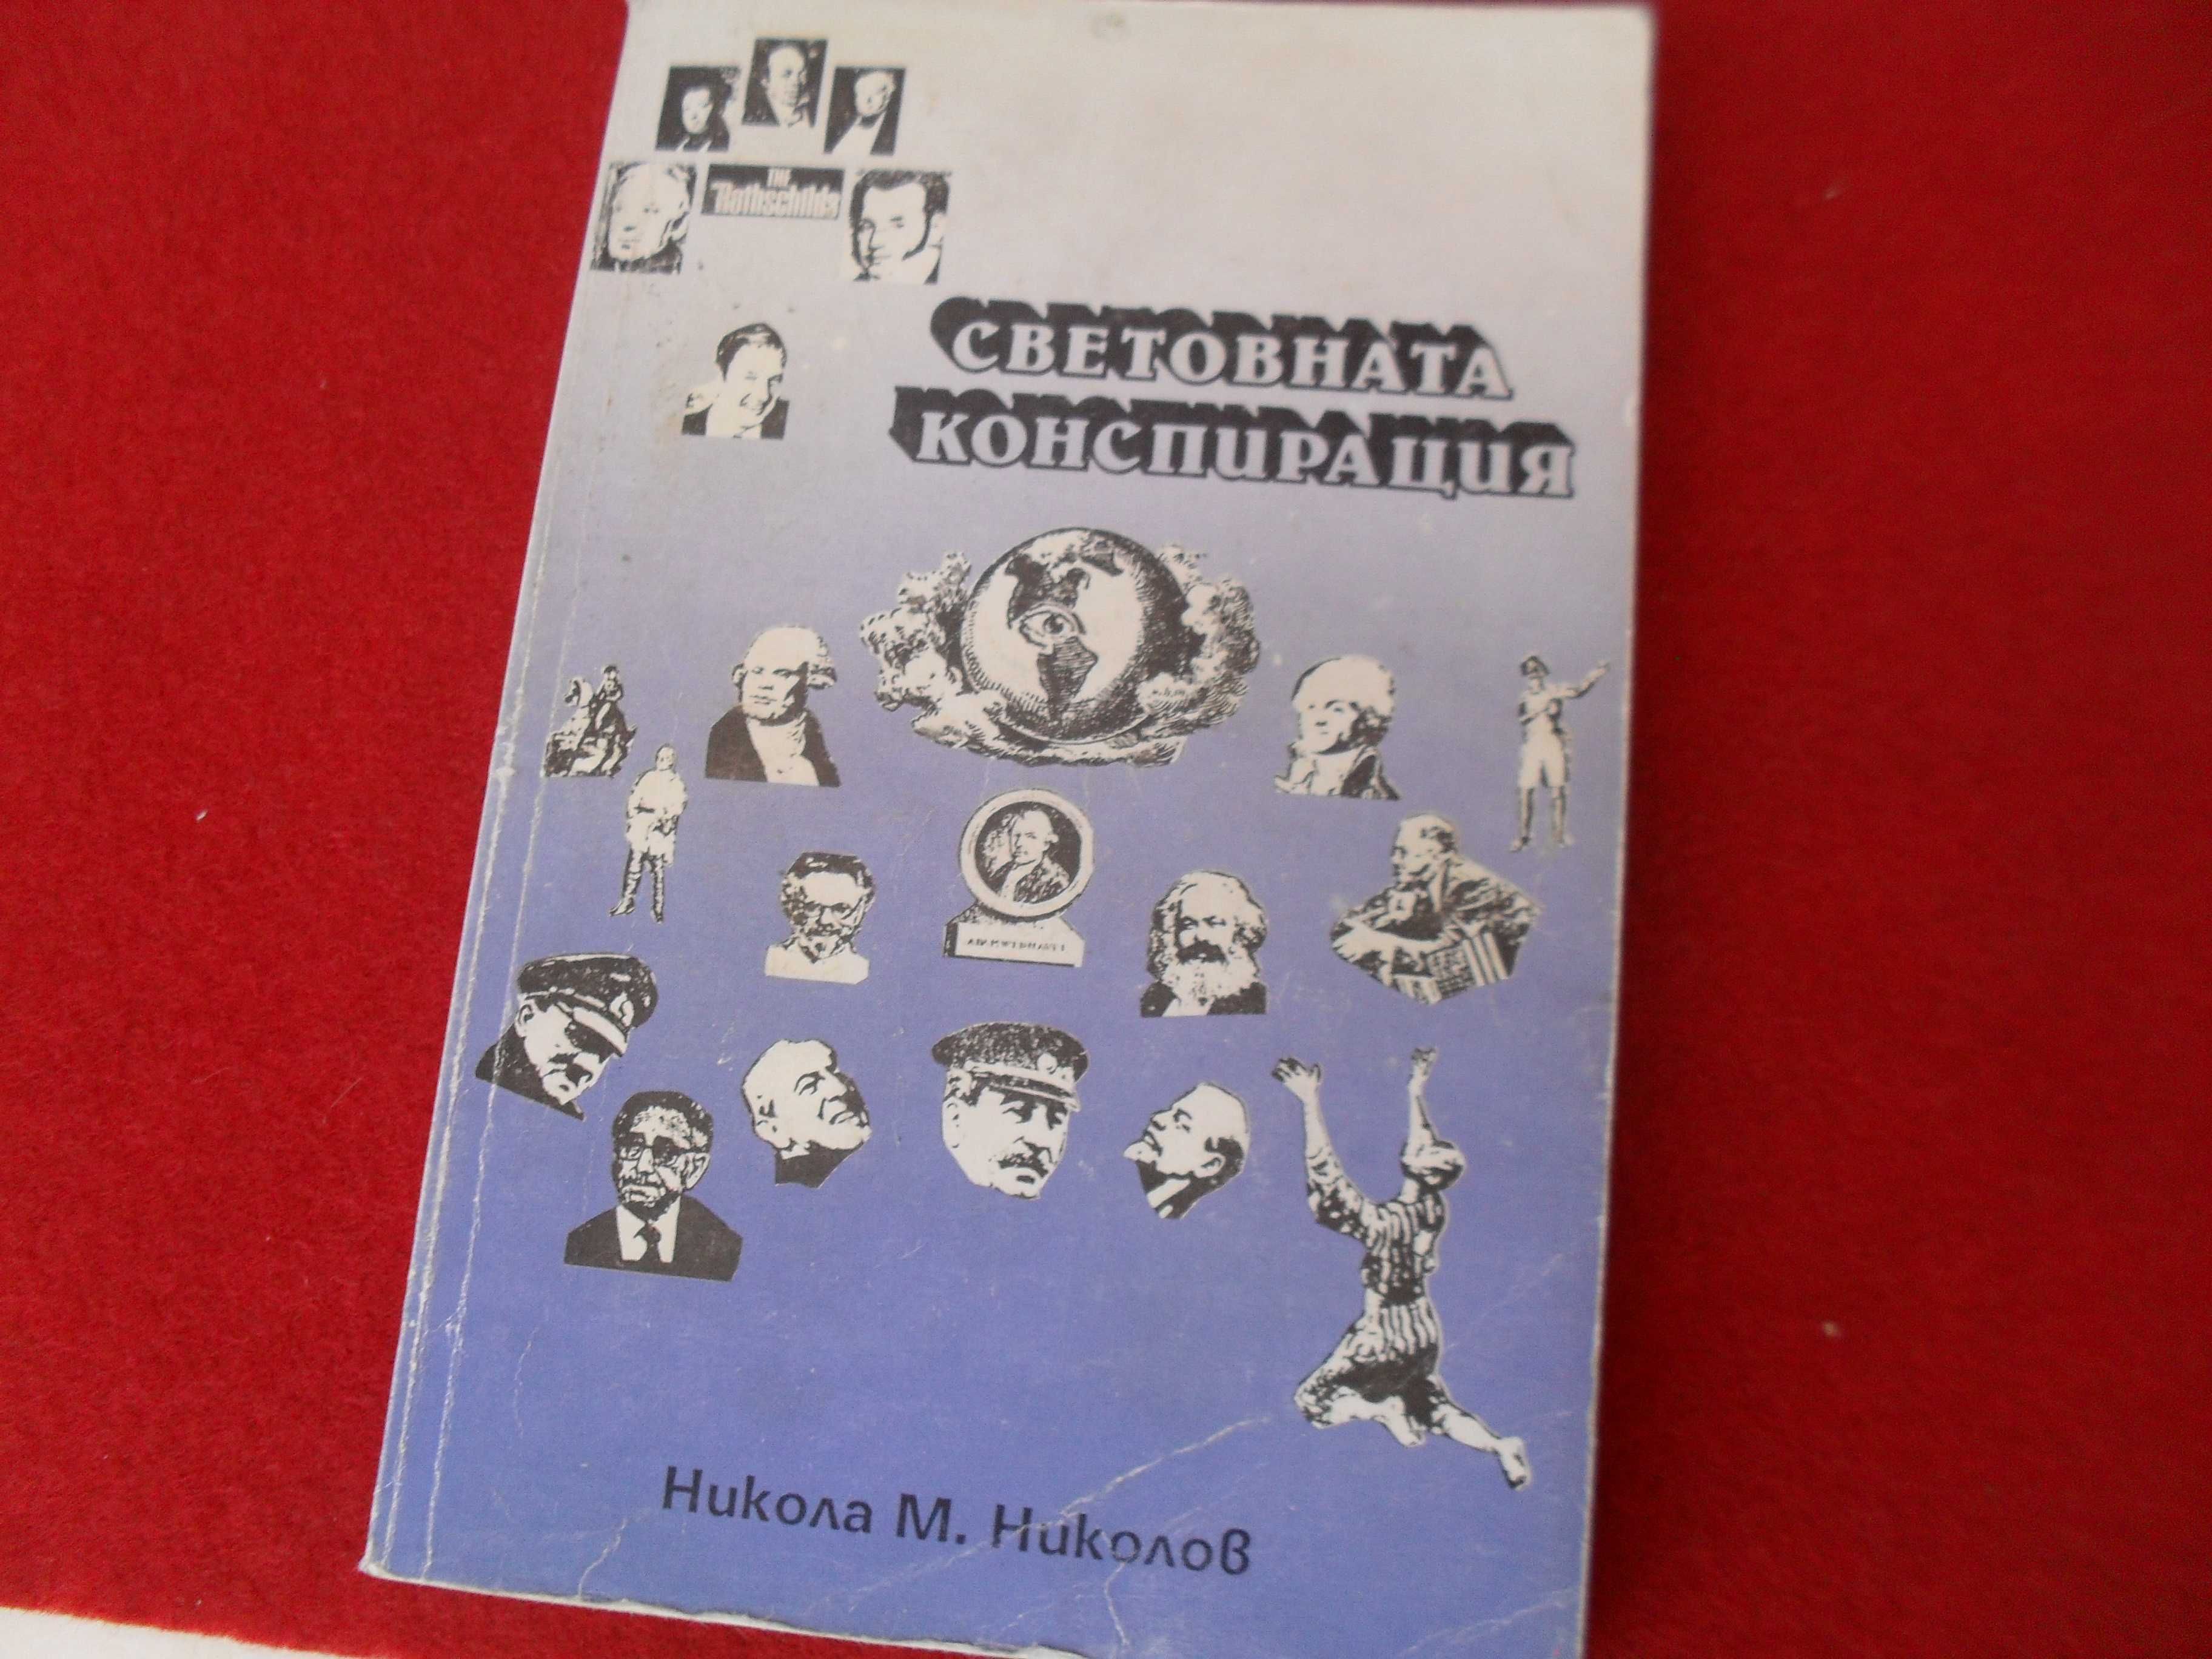 THE
Rothschilds
СВЕТОВНАТА
КОНСПИРАЦИЯ
Никола М. Николов